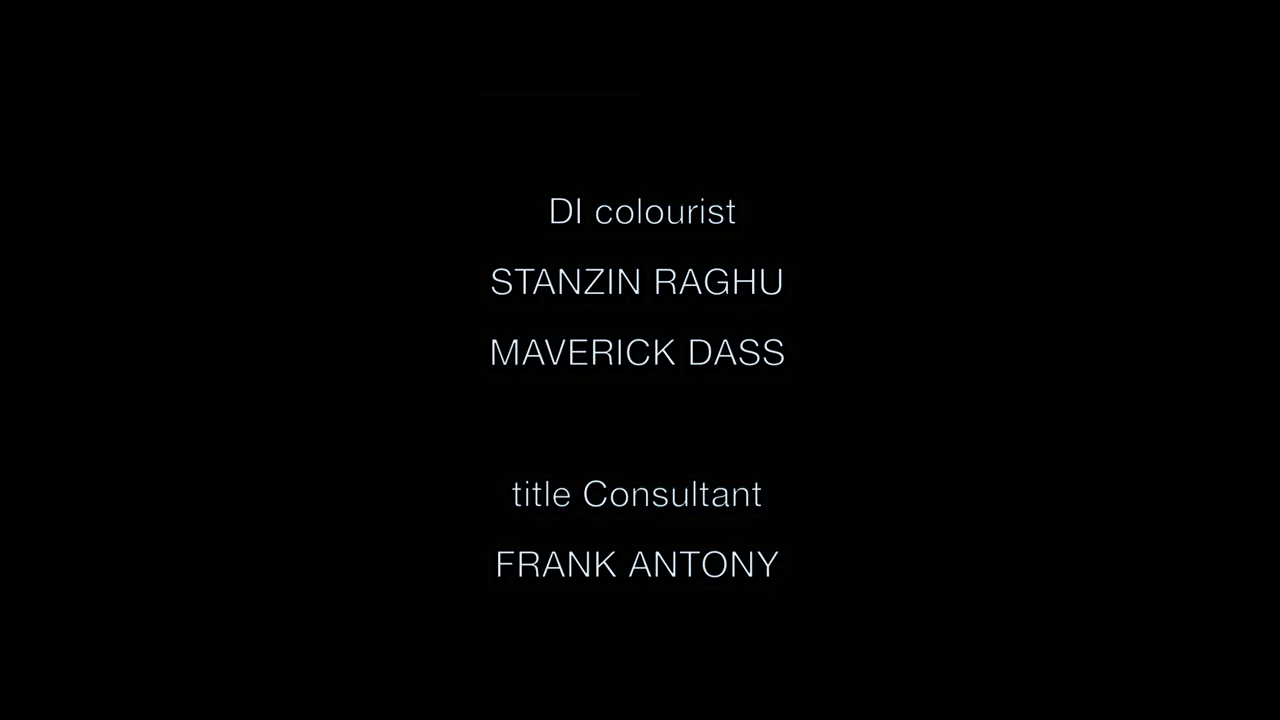 DI colourist
STANZIN RAGHU
MAVERICK DASS
title Consultant
FRANK ANTONY